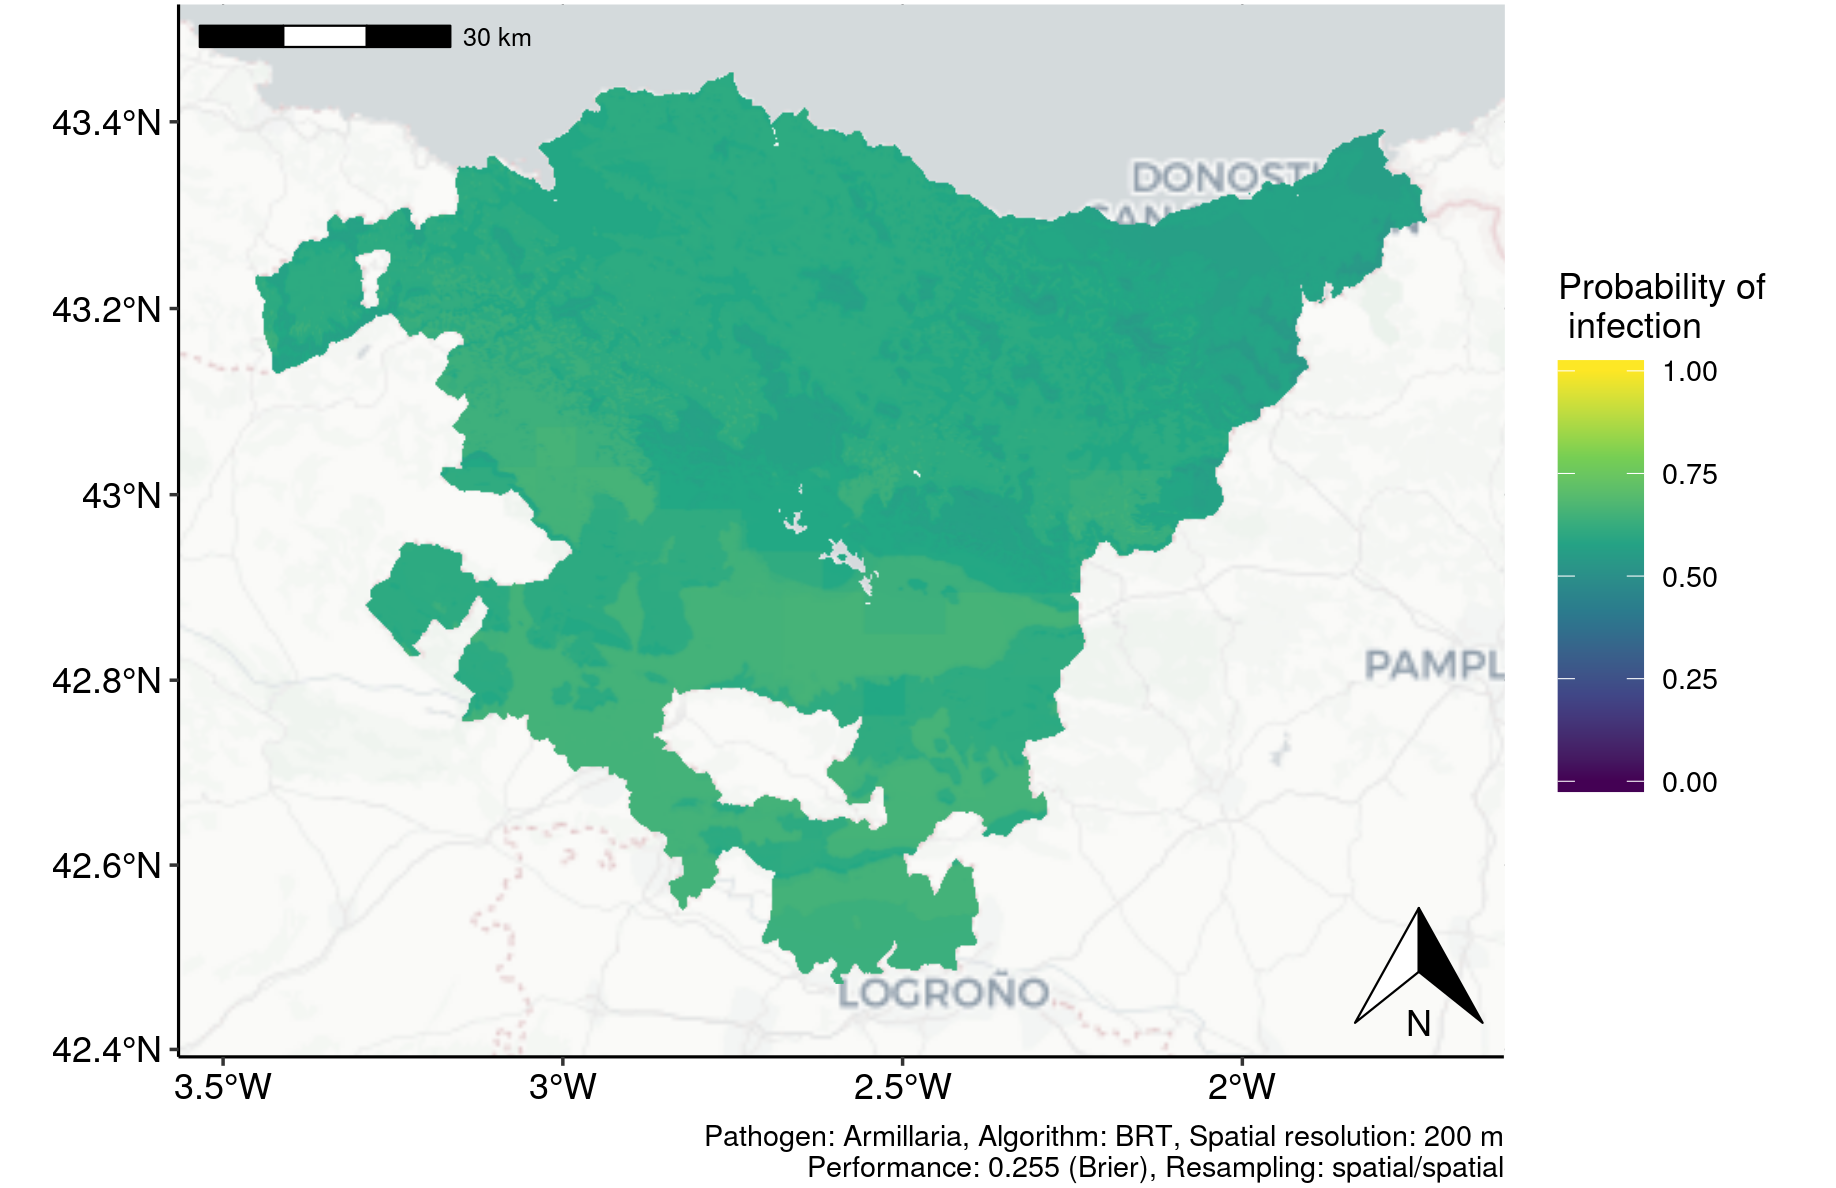 30 km
43.4°N
43.2°N
43°N
42.8°N
42.6°N
42.4°N
3.5°W
3°W
2.5°W
2°W
PAMPL
LOGROÑO
N
Probability of
infection
1.00
0.75
0.50
0.25
0.00
Pathogen: Armillaria, Algorithm: BRT, Spatial resolution: 200 m
Performance: 0.255 (Brier), Resampling: spatial/spatial